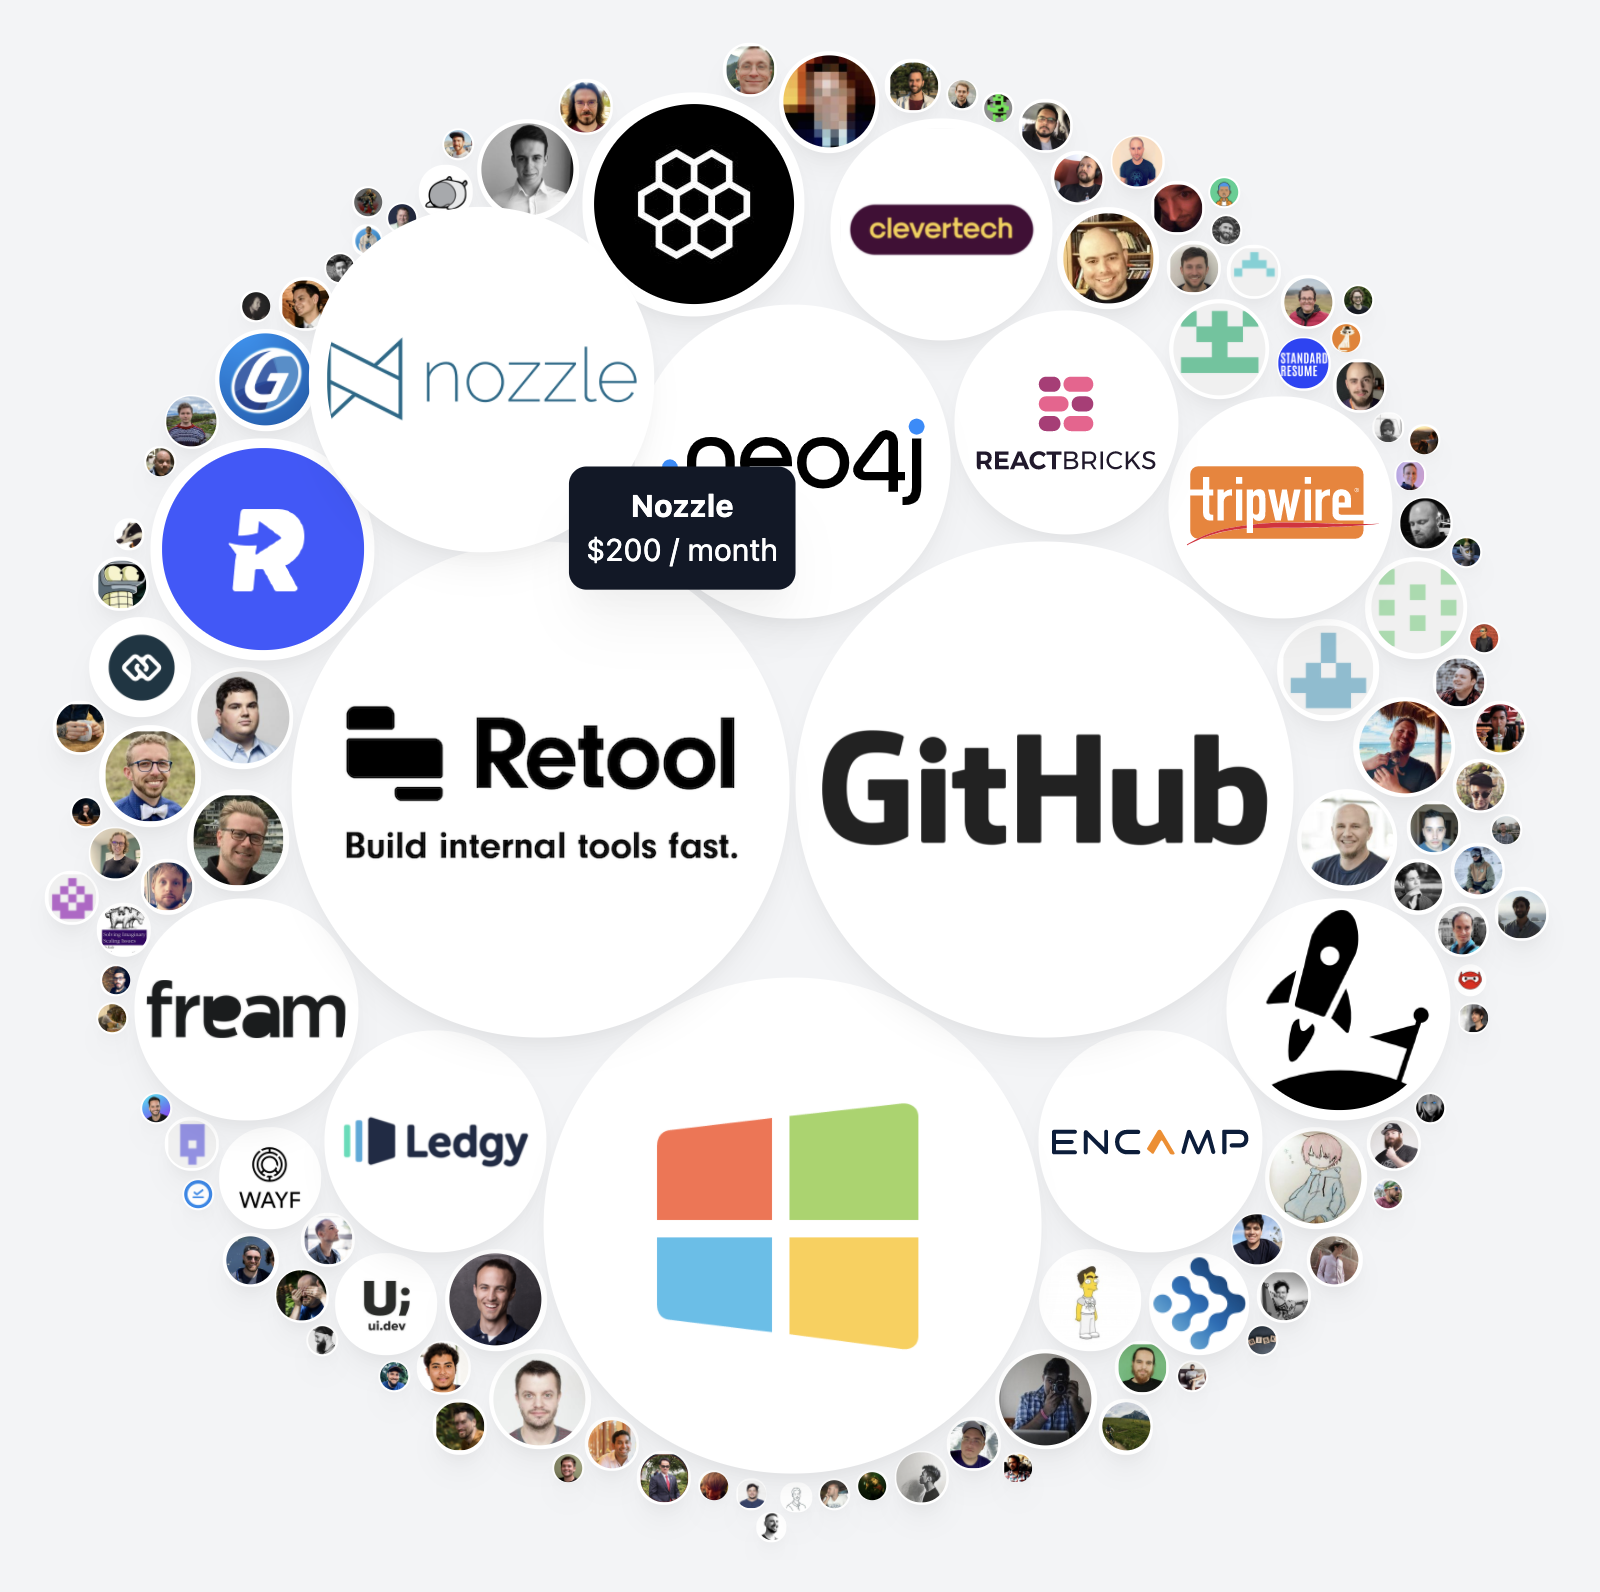 clevertech
nozzle
neo4j
REACTBRICKS
STANDARD
RESUME
tripwire
Nozzle
$200 / month
Retool
Build internal tools fast.
GitHub
fream
Ledgy
ENCAMP
WAYF
U;
ui.dev